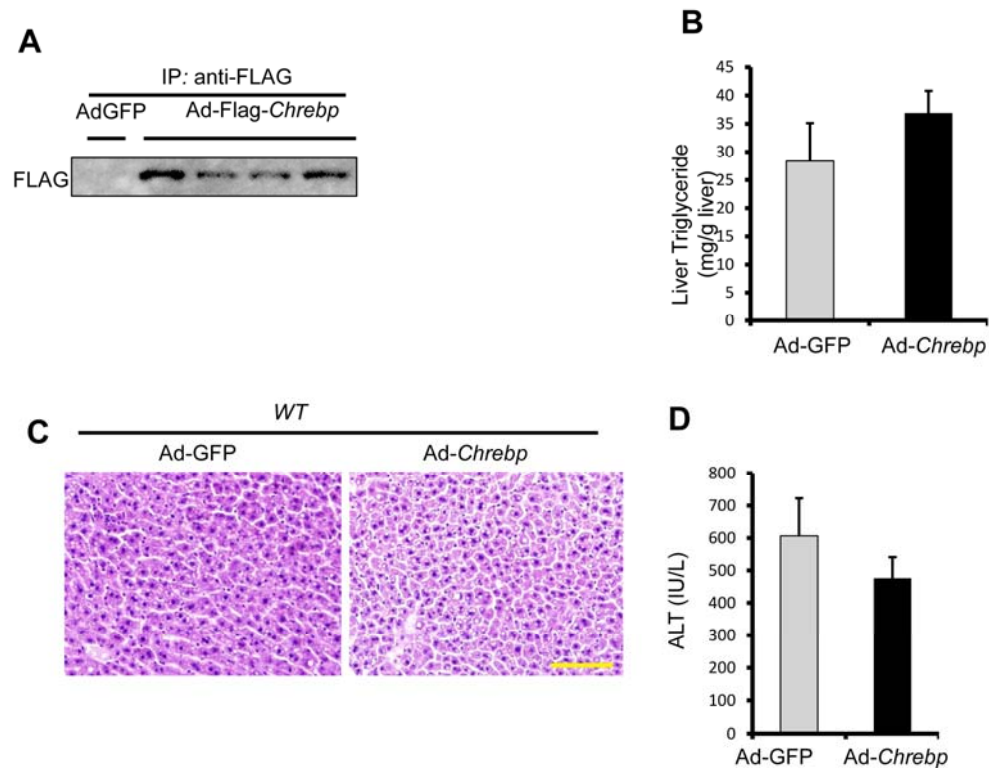 A
IP: anti-FLAG
AdGFP Ad-Flag-Chrebp
FLAG
B
Liver Triglyceride
(mg/g liver)
45
40
35
30
25
20
15
10
5
0
Ad-GFP Ad-Chrebp
C
WT
Ad-GFP Ad-Chrebp
D
ALT (IU/L)
800
700
600
500
400
300
200
100
0
Ad-GFP Ad-Chrebp